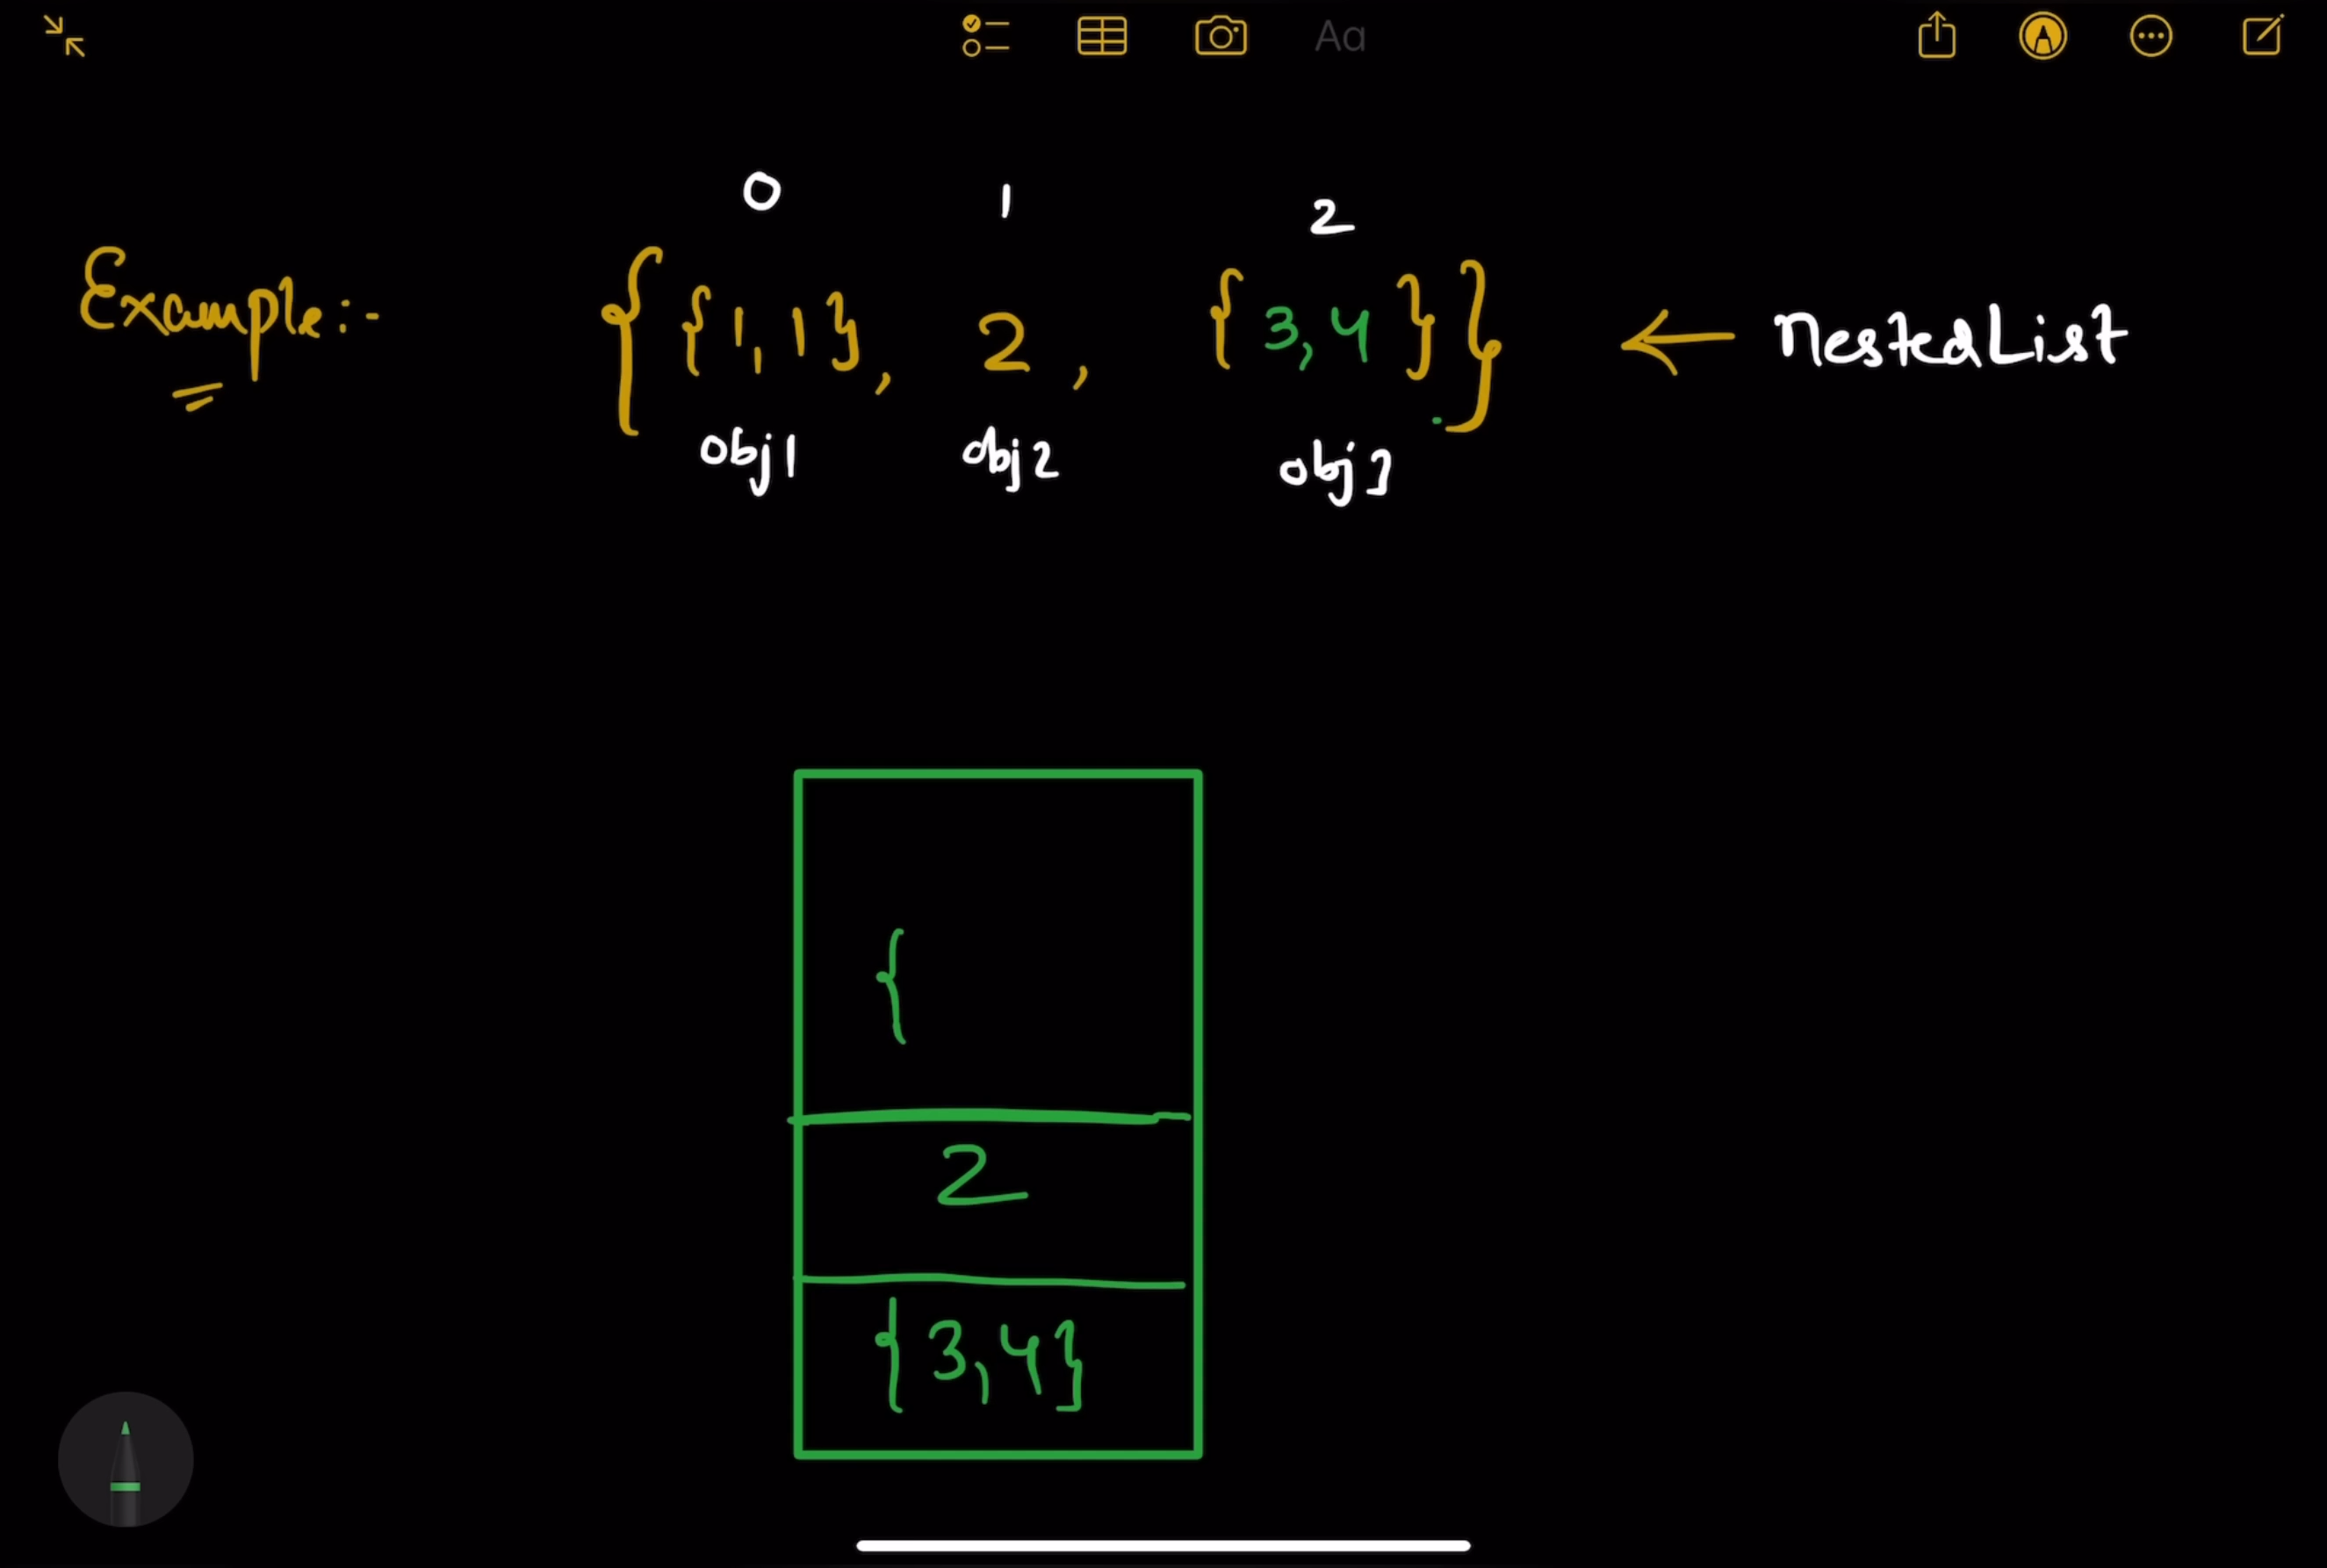 Aa
0 1 2
Example:- {{1,1}, 2, {3,4}} ← nestedList
obj1 obj2 obj3
{
2
{3,4}